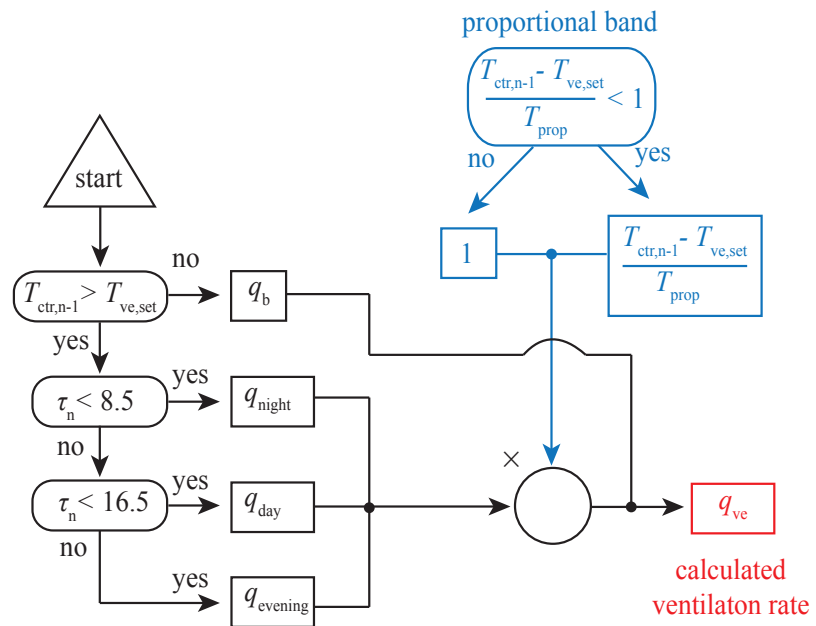 proportional band
T_ctr,n-1 - T_ve,set
T_prop
< 1
no
yes
1
T_ctr,n-1 - T_ve,set
T_prop
start
T_ctr,n-1 > T_ve,set
no
q_b
yes
τ_n < 8.5
yes
q_night
no
τ_n < 16.5
yes
q_day
no
yes
q_evening
×
q_ve
calculated
ventilaton rate